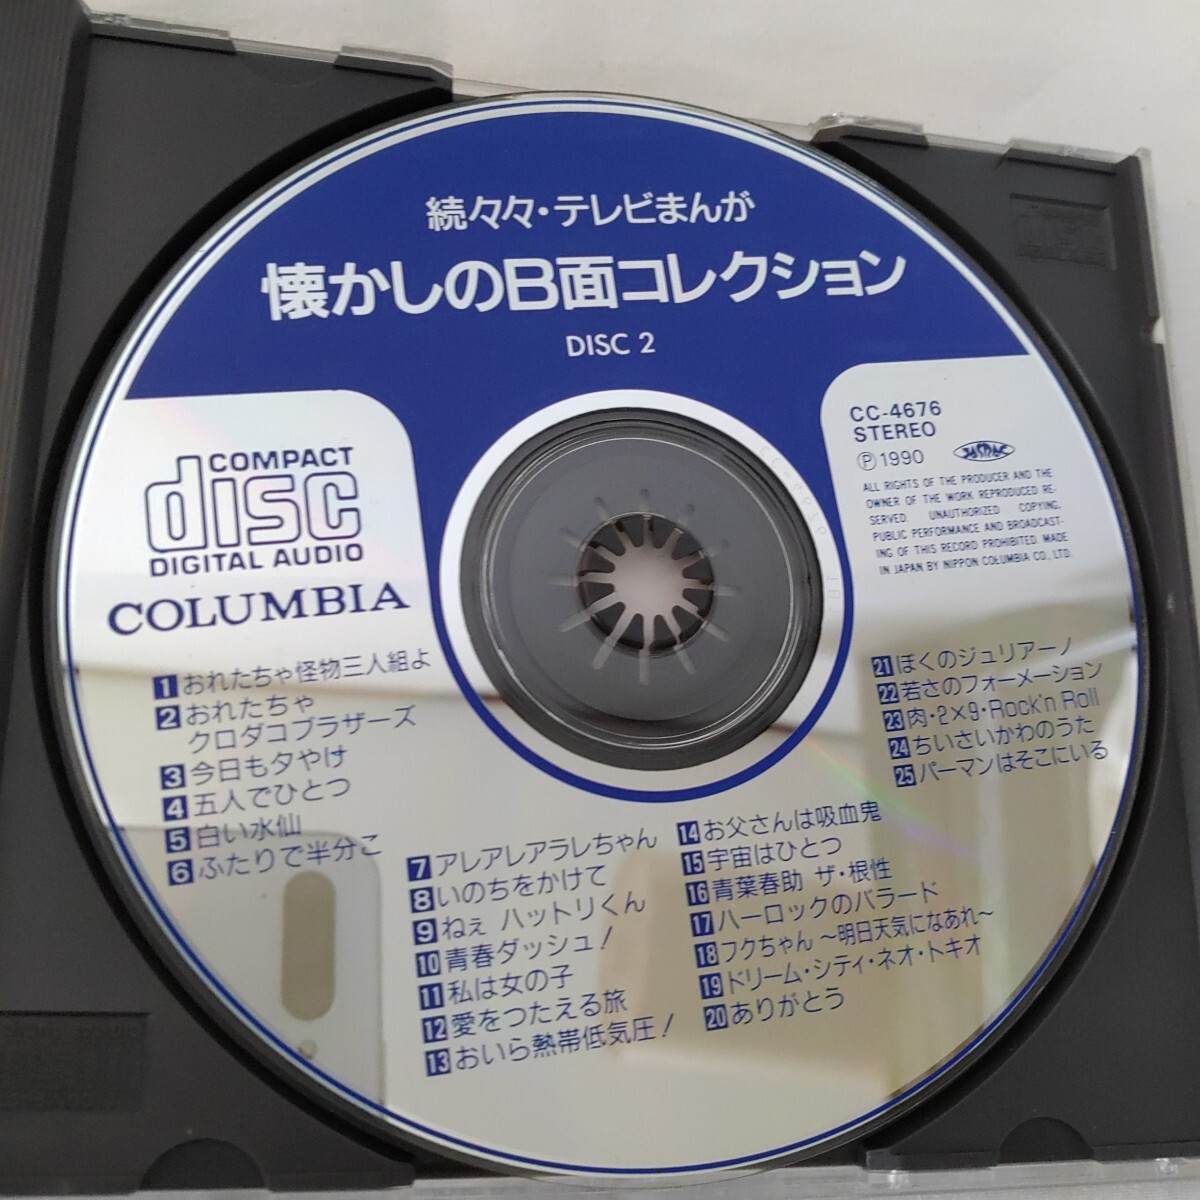 続々々・テレビまんが
懐かしのB面コレクション
DISC 2
COMPACT
disc
DIGITAL AUDIO
COLUMBIA
CC-4676
STEREO
Ⓟ1990 JASRAC
ALL RIGHTS OF THE PRODUCER AND THE
OWNER OF THE WORK REPRODUCED RE-
SERVED. UNAUTHORIZED COPYING,
PUBLIC PERFORMANCE AND BROADCAST-
ING OF THIS RECORD PROHIBITED. MADE
IN JAPAN BY NIPPON COLUMBIA CO., LTD.
1 おれたちゃ怪物三人組よ
2 おれたちゃ
クロダコブラザーズ
3 今日も夕やけ
4 五人でひとつ
5 白い水仙
6 ふたりで半分こ
7 アレアレアラレちゃん
8 いのちをかけて
9 ねぇ ハットリくん
10 青春ダッシュ!
11 私は女の子
12 愛をつたえる旅
13 おいら熱帯低気圧!
14 お父さんは吸血鬼
15 宇宙はひとつ
16 青葉春助 ザ・根性
17 ハーロックのバラード
18 フクちゃん ～明日天気になあれ～
19 ドリーム・シティ・ネオ・トキオ
20 ありがとう
21 ぼくのジュリアーノ
22 若さのフォーメーション
23 肉・2×9・Rock'n Roll
24 ちいさいかわのうた
25 パーマンはそこにいる